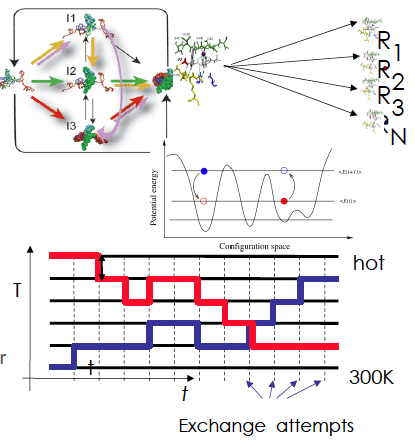 I1
I2
I3
R1
R2
R3
N
Potential energy
<E(i+1)>
<E(i)>
Configuration space
hot
T
r
t
t
300K
Exchange attempts